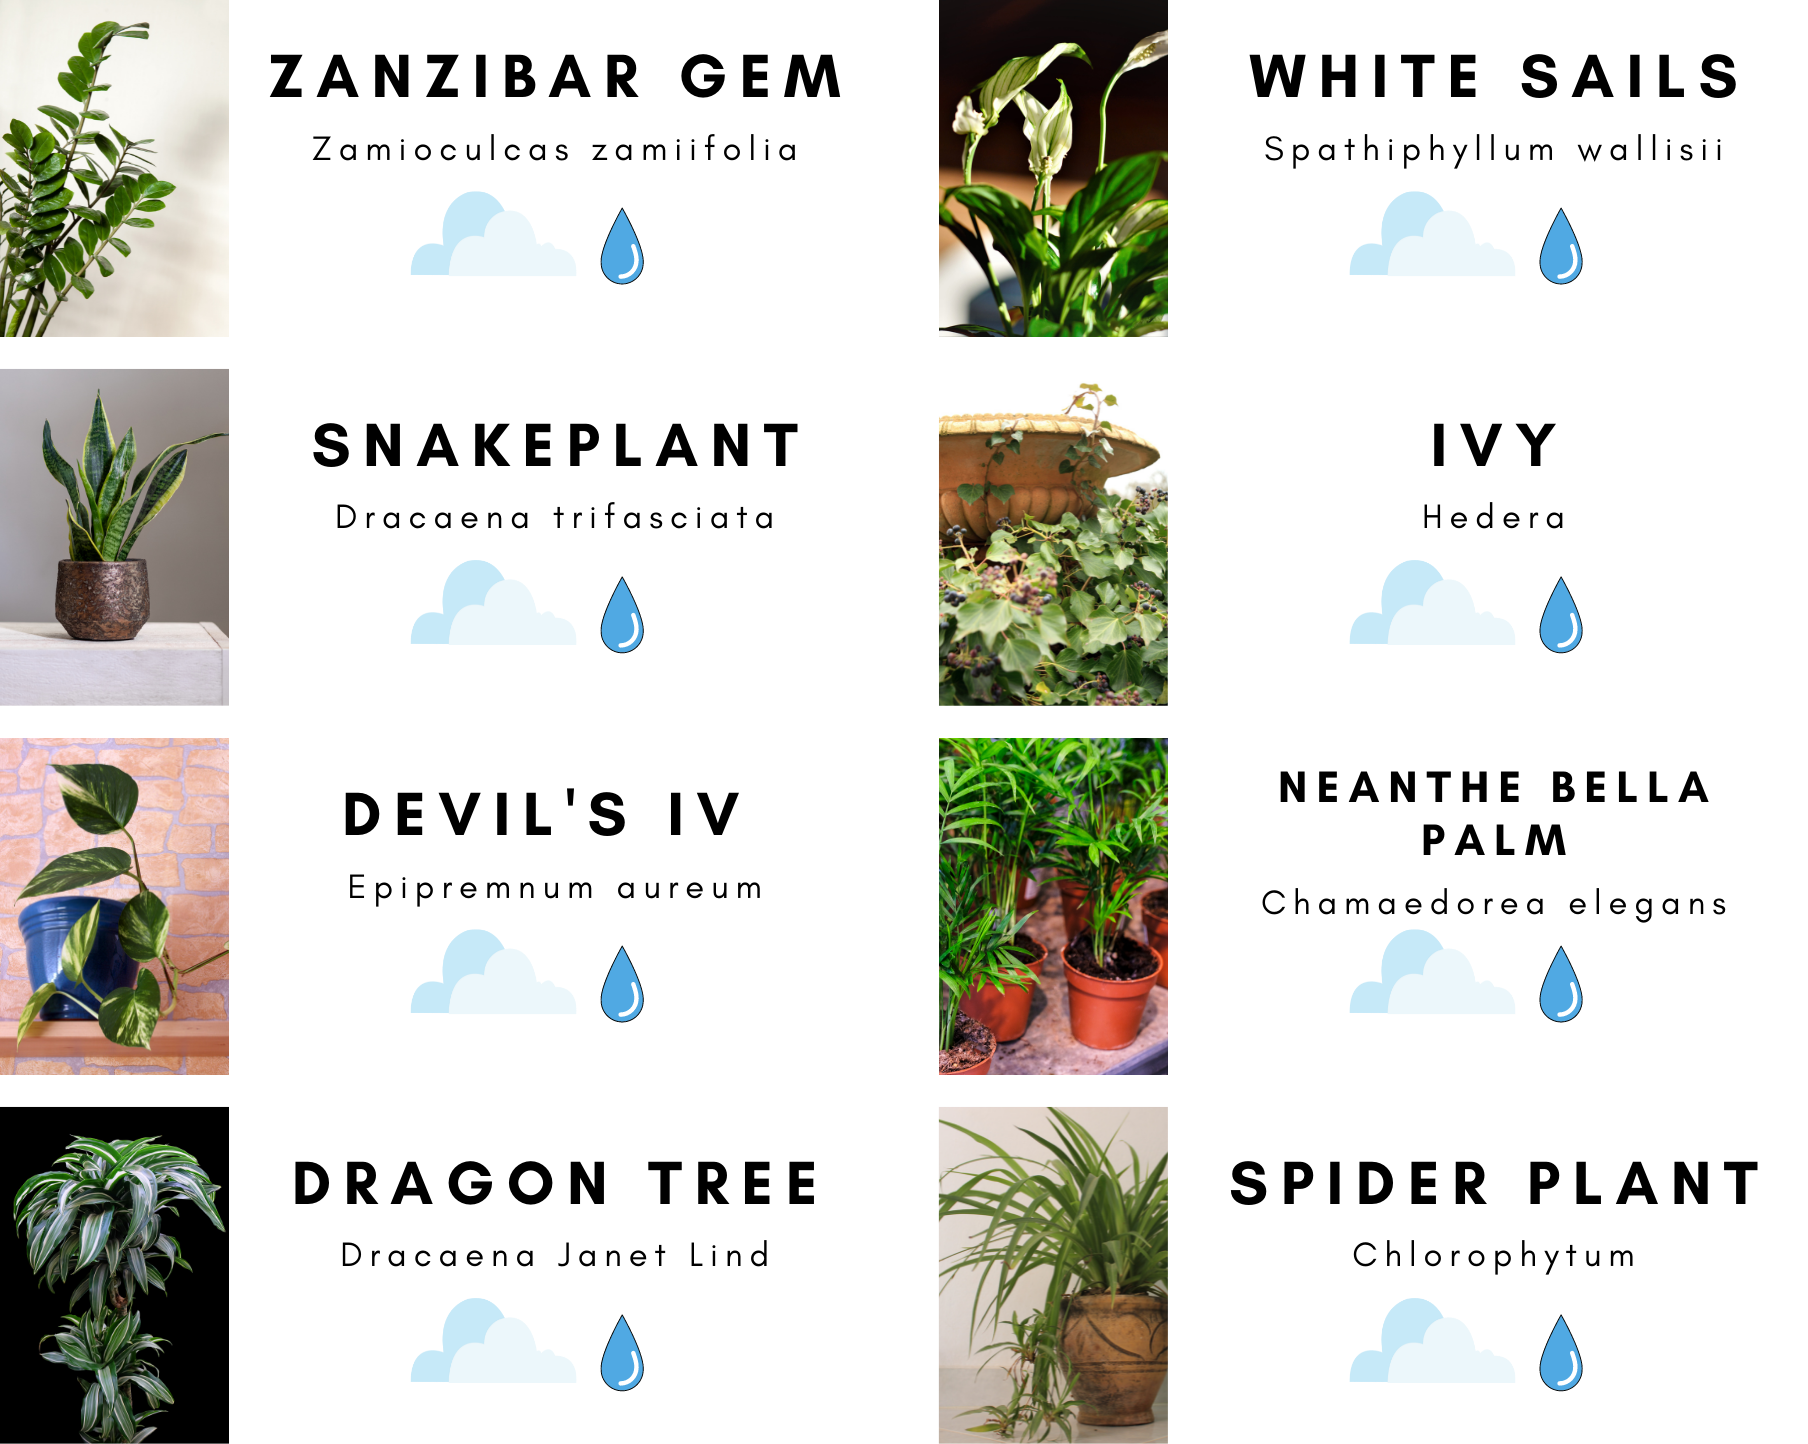 ZANZIBAR GEM
Zamioculcas zamiifolia
WHITE SAILS
Spathiphyllum wallisii
SNAKEPLANT
Dracaena trifasciata
IVY
Hedera
DEVIL'S IV
Epipremnum aureum
NEANTHE BELLA
PALM
Chamaedorea elegans
DRAGON TREE
Dracaena Janet Lind
SPIDER PLANT
Chlorophytum